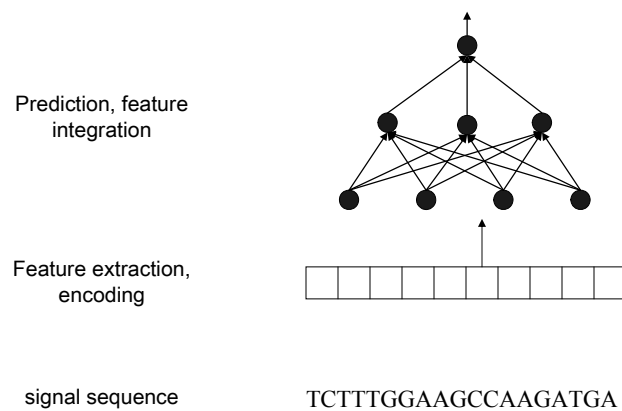 Prediction, feature
integration
Feature extraction,
encoding
signal sequence
TCTTTGGAAGCCAAGATGA